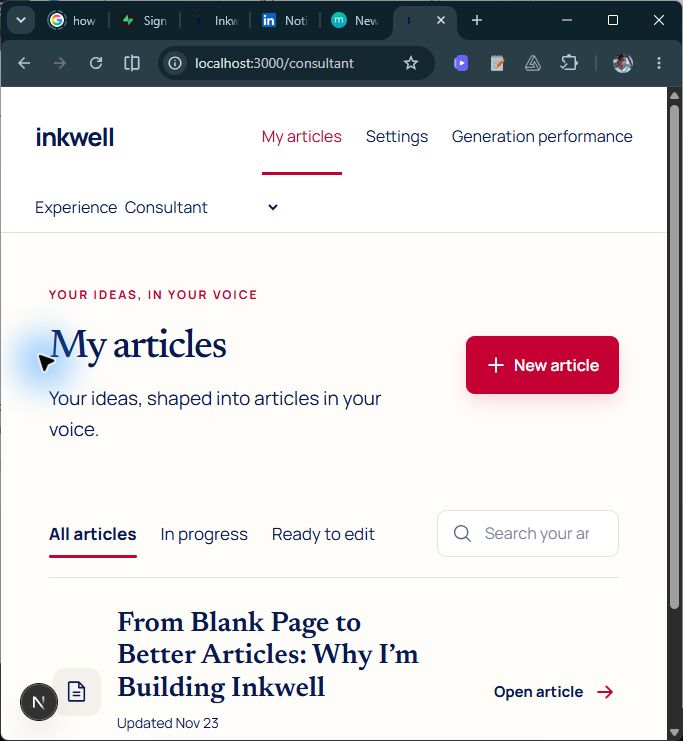 how
Sign
Inkw
Noti
New
localhost:3000/consultant
inkwell
My articles
Settings
Generation performance
Experience Consultant
YOUR IDEAS, IN YOUR VOICE
My articles
New article
Your ideas, shaped into articles in your
voice.
All articles
In progress
Ready to edit
Search your ar
From Blank Page to
Better Articles: Why I’m
Building Inkwell
Open article
Updated Nov 23
N